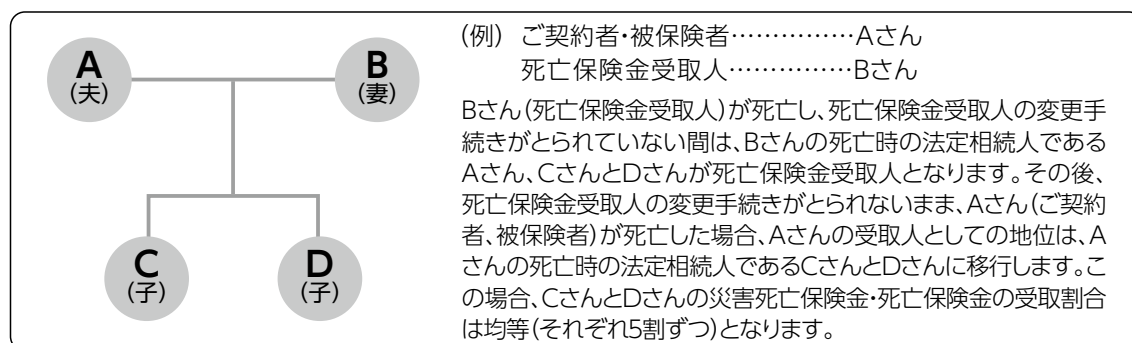 A
(夫)
B
(妻)
C
(子)
D
(子)
(例) ご契約者・被保険者……………Aさん
死亡保険金受取人……………Bさん
Bさん(死亡保険金受取人)が死亡し、死亡保険金受取人の変更手
続きがとられていない間は、Bさんの死亡時の法定相続人である
Aさん、CさんとDさんが死亡保険金受取人となります。その後、
死亡保険金受取人の変更手続きがとられないまま、Aさん(ご契約
者、被保険者)が死亡した場合、Aさんの受取人としての地位は、A
さんの死亡時の法定相続人であるCさんとDさんに移行します。こ
の場合、CさんとDさんの災害死亡保険金・死亡保険金の受取割合
は均等(それぞれ5割ずつ)となります。